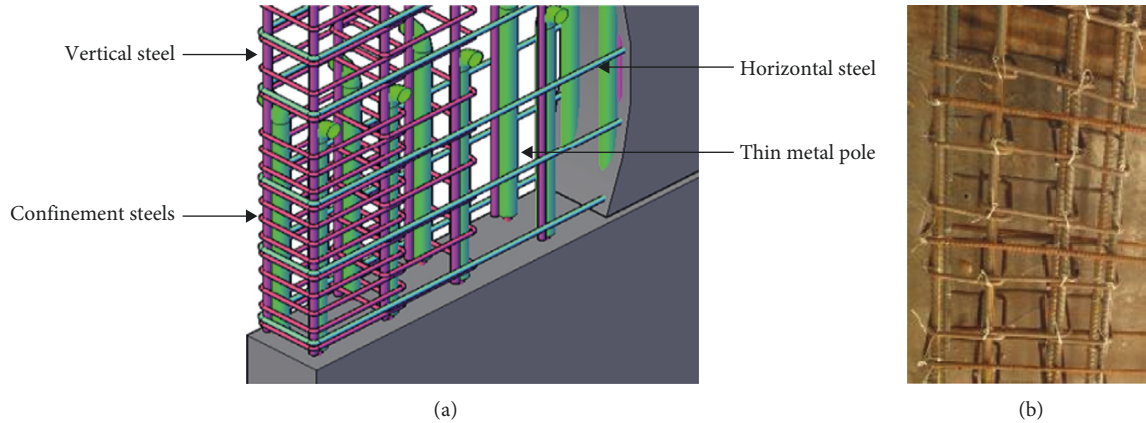 Vertical steel
Horizontal steel
Thin metal pole
Confinement steels
(a)
(b)